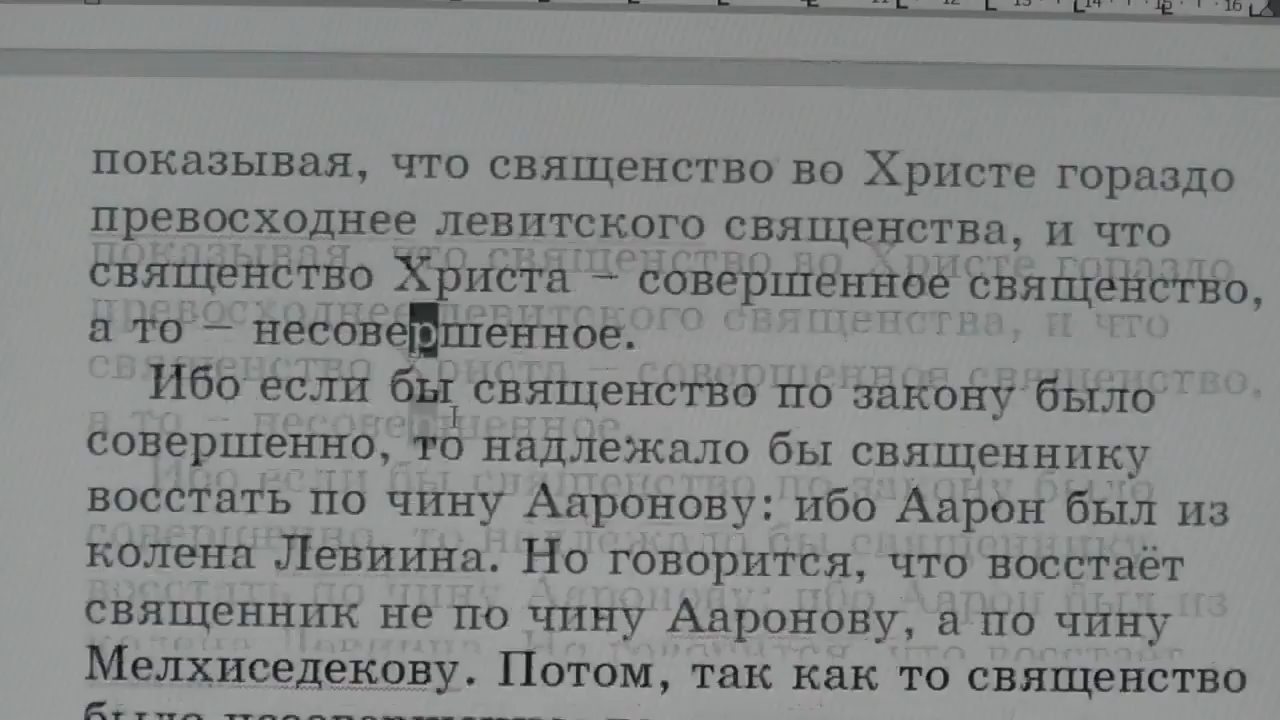 показывая, что священство во Христе гораздо
превосходнее левитского священства, и что
священство Христа – совершенное священство,
а то – несовершенное.
Ибо если бы священство по закону было
совершенно, то надлежало бы священнику
восстать по чину Ааронову: ибо Аарон был из
колена Левиина. Но говорится, что восстаёт
священник не по чину Ааронову, а по чину
Мелхиседекову. Потом, так как то священство